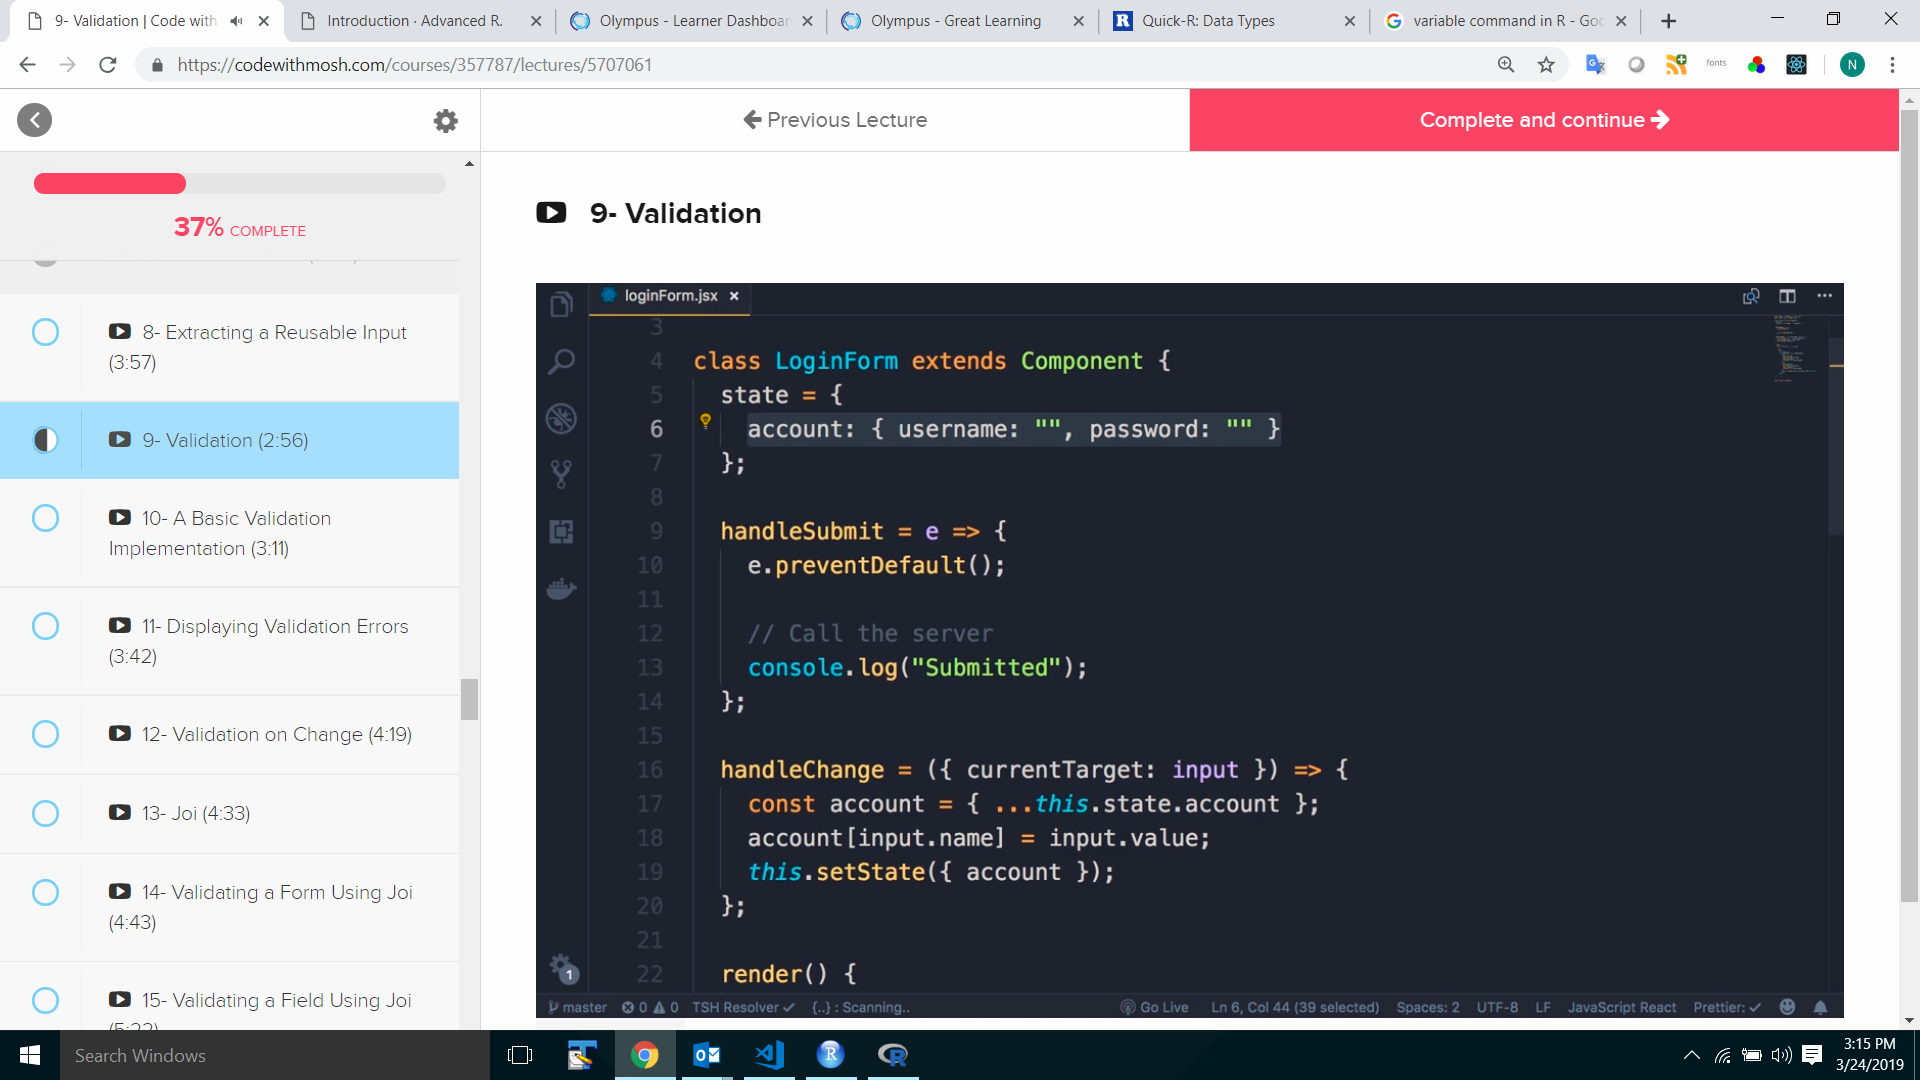 9- Validation | Code with
Introduction · Advanced R.
Olympus - Learner Dashboar
Olympus - Great Learning
Quick-R: Data Types
variable command in R - Goo
https://codewithmosh.com/courses/357787/lectures/5707061
fonts
N
Previous Lecture
Complete and continue
37% COMPLETE
8- Extracting a Reusable Input
(3:57)
9- Validation (2:56)
10- A Basic Validation
Implementation (3:11)
11- Displaying Validation Errors
(3:42)
12- Validation on Change (4:19)
13- Joi (4:33)
14- Validating a Form Using Joi
(4:43)
15- Validating a Field Using Joi
9- Validation
loginForm.jsx
3
4 class LoginForm extends Component {
5 state = {
6 account: { username: "", password: "" }
7 };
8
9 handleSubmit = e => {
10 e.preventDefault();
11
12 // Call the server
13 console.log("Submitted");
14 };
15
16 handleChange = ({ currentTarget: input }) => {
17 const account = { ...this.state.account };
18 account[input.name] = input.value;
19 this.setState({ account });
20 };
21
22 render() {
1
master 0 0 TSH Resolver {..} : Scanning.. Go Live Ln 6, Col 44 (39 selected) Spaces: 2 UTF-8 LF JavaScript React Prettier:
Search Windows
3:15 PM
3/24/2019